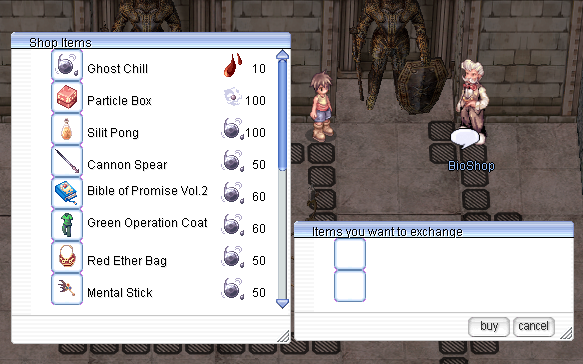 Shop Items
Ghost Chill 10
Particle Box 100
Silit Pong 100
Cannon Spear 50
Bible of Promise Vol.2 60
Green Operation Coat 60
Red Ether Bag 50
Mental Stick 50
BioShop
Items you want to exchange
buy cancel